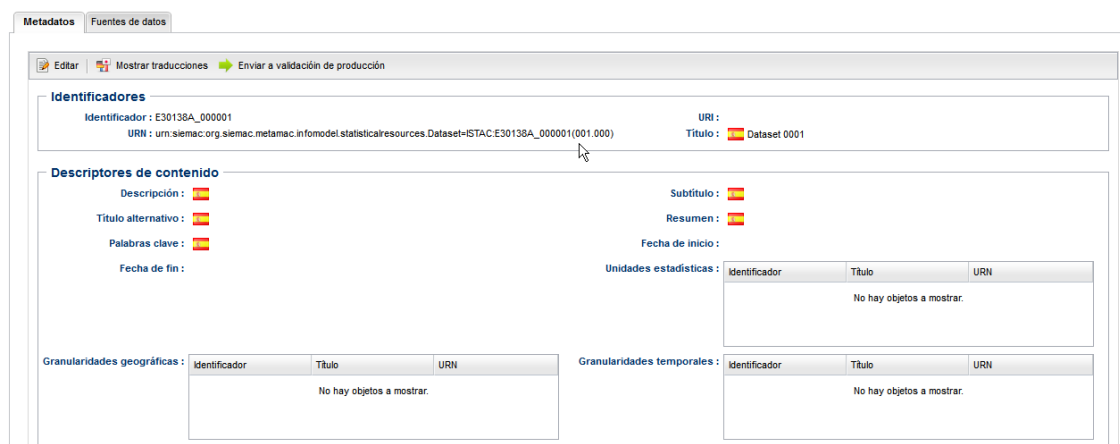 Metadatos Fuentes de datos
Editar Mostrar traducciones Enviar a validacióin de producción
Identificadores
Identificador : E30138A_000001 URI :
URN : urn:siemac:org.siemac.metamac.infomodel.statisticalresources.Dataset=ISTAC:E30138A_000001(001.000) Título : Dataset 0001
Descriptores de contenido
Descripción : Subtítulo :
Título alternativo : Resumen :
Palabras clave : Fecha de inicio :
Fecha de fin : Unidades estadísticas : Identificador Título URN
No hay objetos a mostrar.
Granularidades geográficas : Identificador Título URN Granularidades temporales : Identificador Título URN
No hay objetos a mostrar. No hay objetos a mostrar.